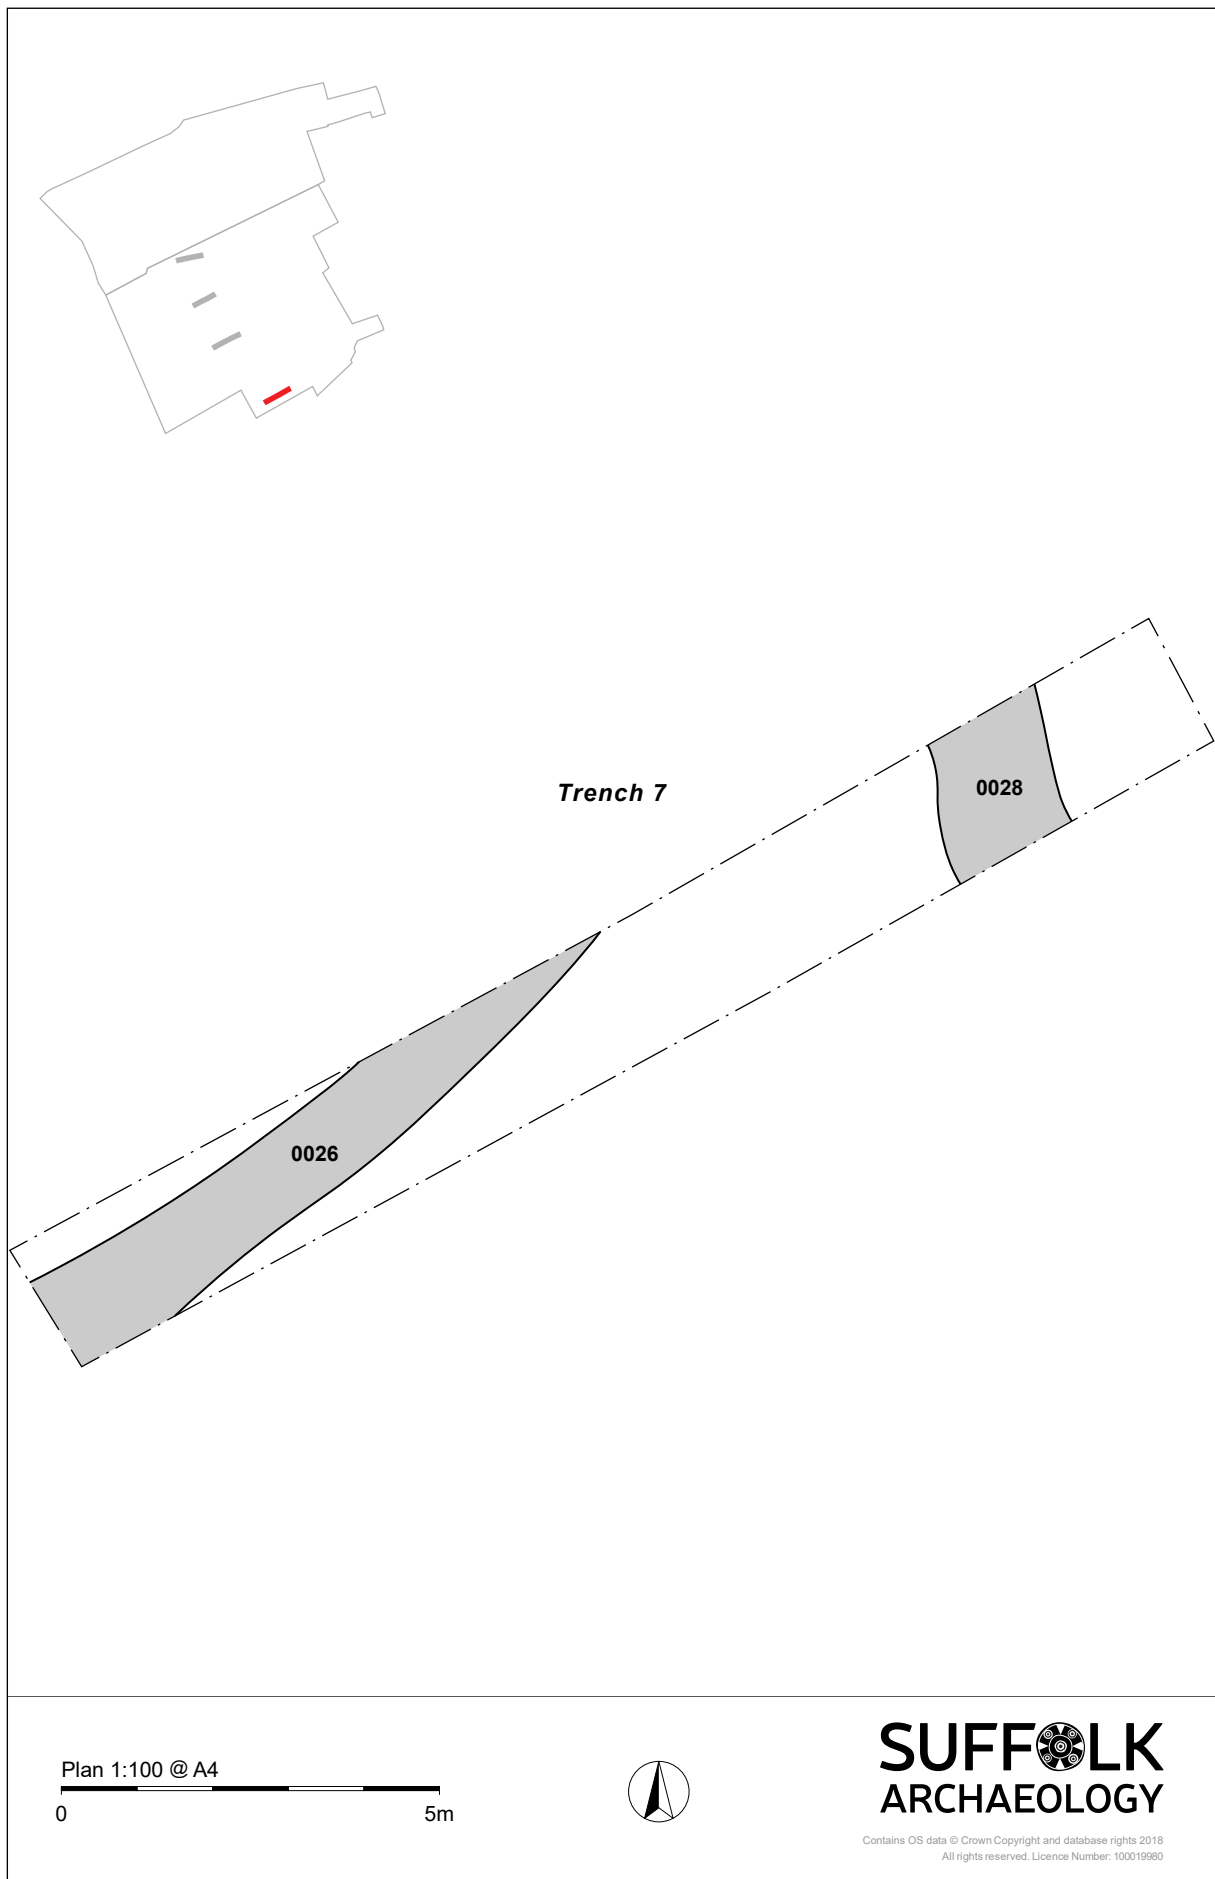 Trench 7
0028
0026
Plan 1:100 @ A4
0 5m
SUFFOLK
ARCHAEOLOGY
Contains OS data © Crown Copyright and database rights 2018
All rights reserved. Licence Number: 100019980